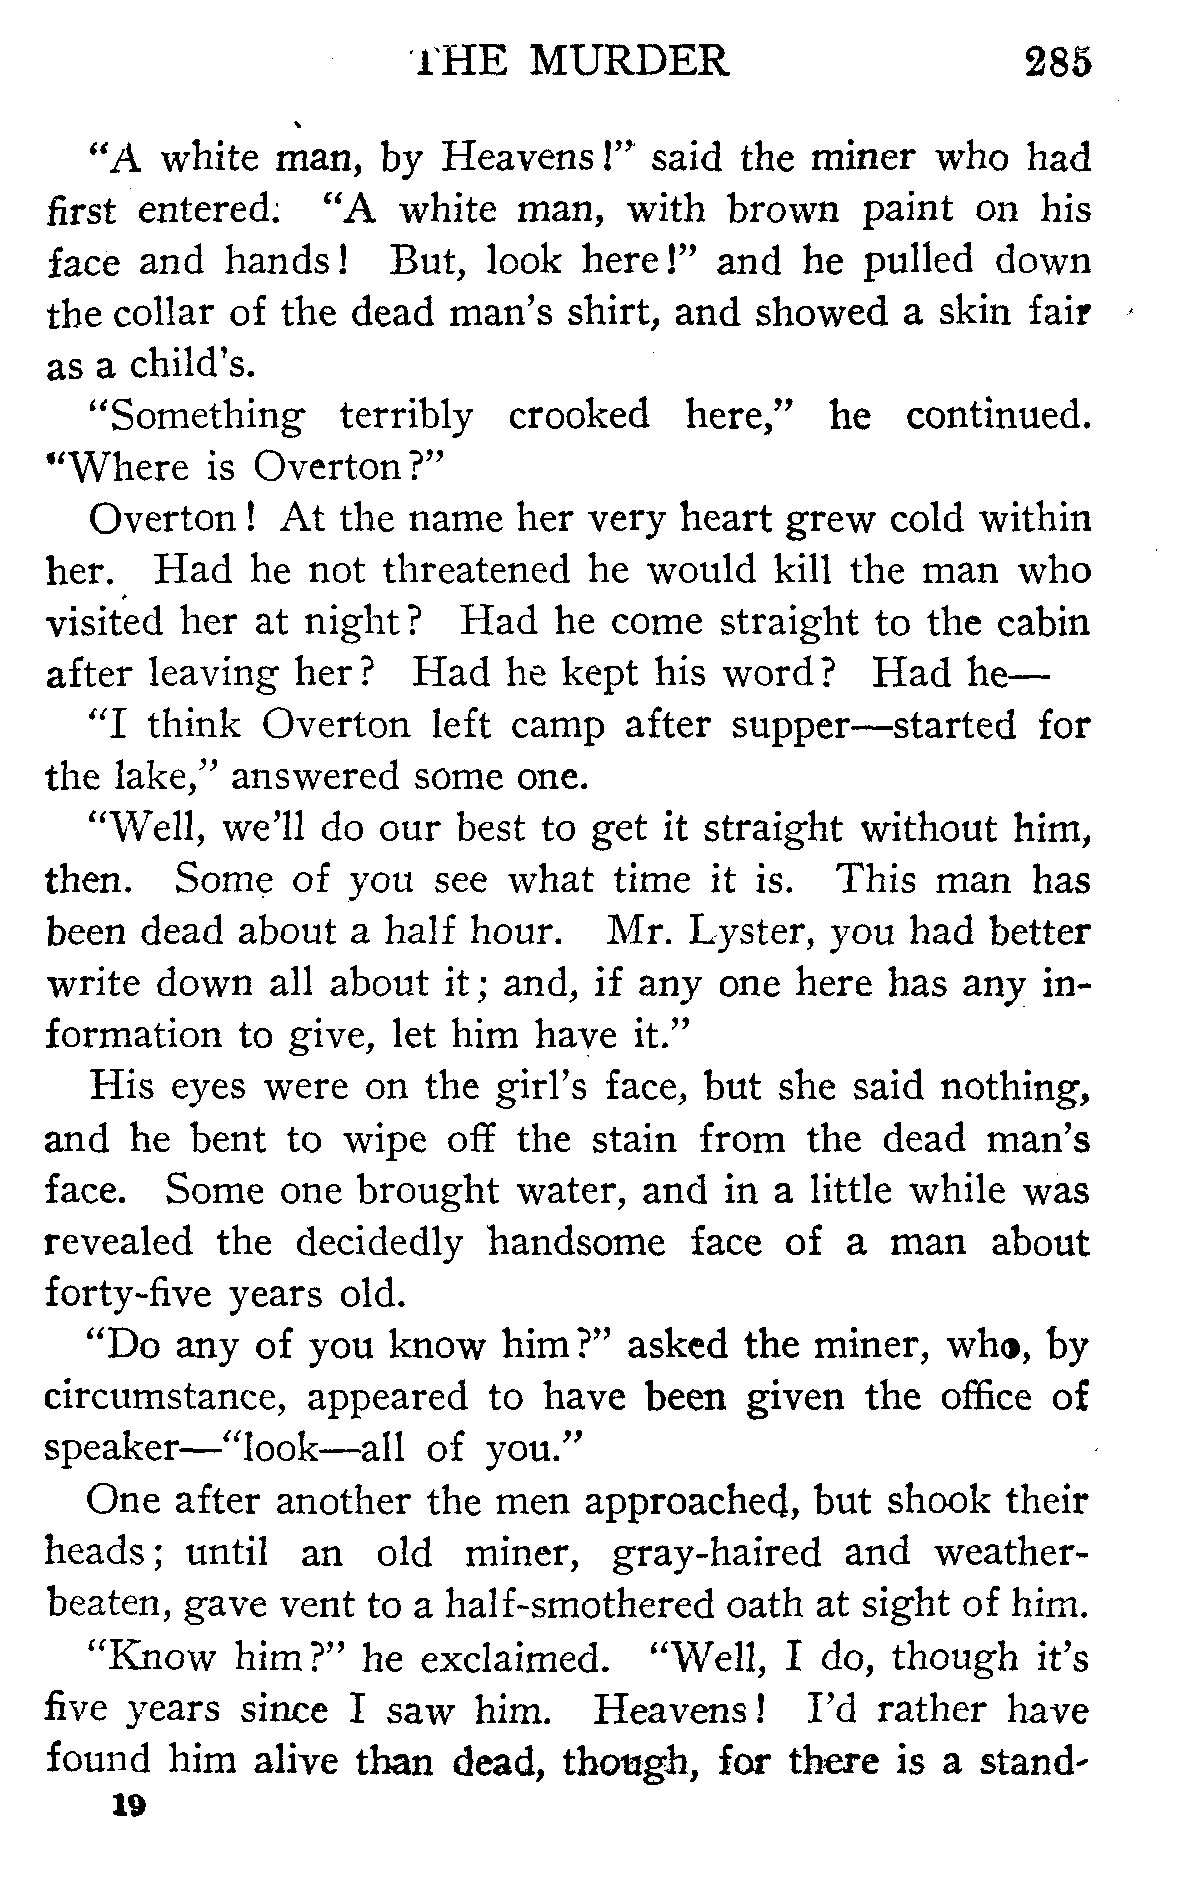 THE MURDER 285
"A white man, by Heavens!" said the miner who had
first entered: "A white man, with brown paint on his
face and hands! But, look here!" and he pulled down
the collar of the dead man's shirt, and showed a skin fair
as a child's.
"Something terribly crooked here," he continued.
"Where is Overton?"
Overton! At the name her very heart grew cold within
her. Had he not threatened he would kill the man who
visited her at night? Had he come straight to the cabin
after leaving her? Had he kept his word? Had he—
"I think Overton left camp after supper—started for
the lake," answered some one.
"Well, we'll do our best to get it straight without him,
then. Some of you see what time it is. This man has
been dead about a half hour. Mr. Lyster, you had better
write down all about it; and, if any one here has any in-
formation to give, let him have it."
His eyes were on the girl's face, but she said nothing,
and he bent to wipe off the stain from the dead man's
face. Some one brought water, and in a little while was
revealed the decidedly handsome face of a man about
forty-five years old.
"Do any of you know him?" asked the miner, who, by
circumstance, appeared to have been given the office of
speaker—"look—all of you."
One after another the men approached, but shook their
heads; until an old miner, gray-haired and weather-
beaten, gave vent to a half-smothered oath at sight of him.
"Know him?" he exclaimed. "Well, I do, though it's
five years since I saw him. Heavens! I'd rather have
found him alive than dead, though, for there is a stand-
19